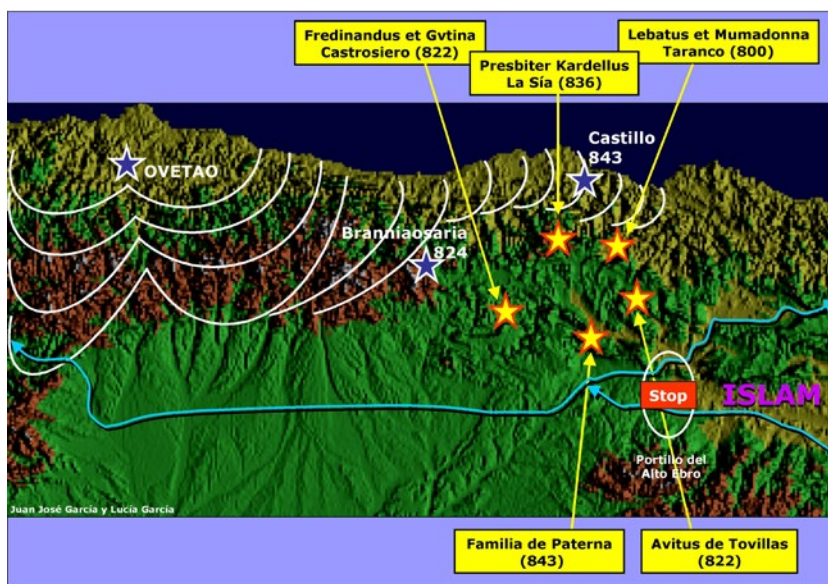 Fredinandus et Gvtina
Castrosiero (822)
Presbiter Kardellus
La Sía (836)
Lebatus et Mumadonna
Taranco (800)
Castillo
843
OVETAO
Branniaosaria
824
Stop
ISLAM
Portillo del
Alto Ebro
Juan José García y Lucía García
Familia de Paterna
(843)
Avitus de Tovillas
(822)